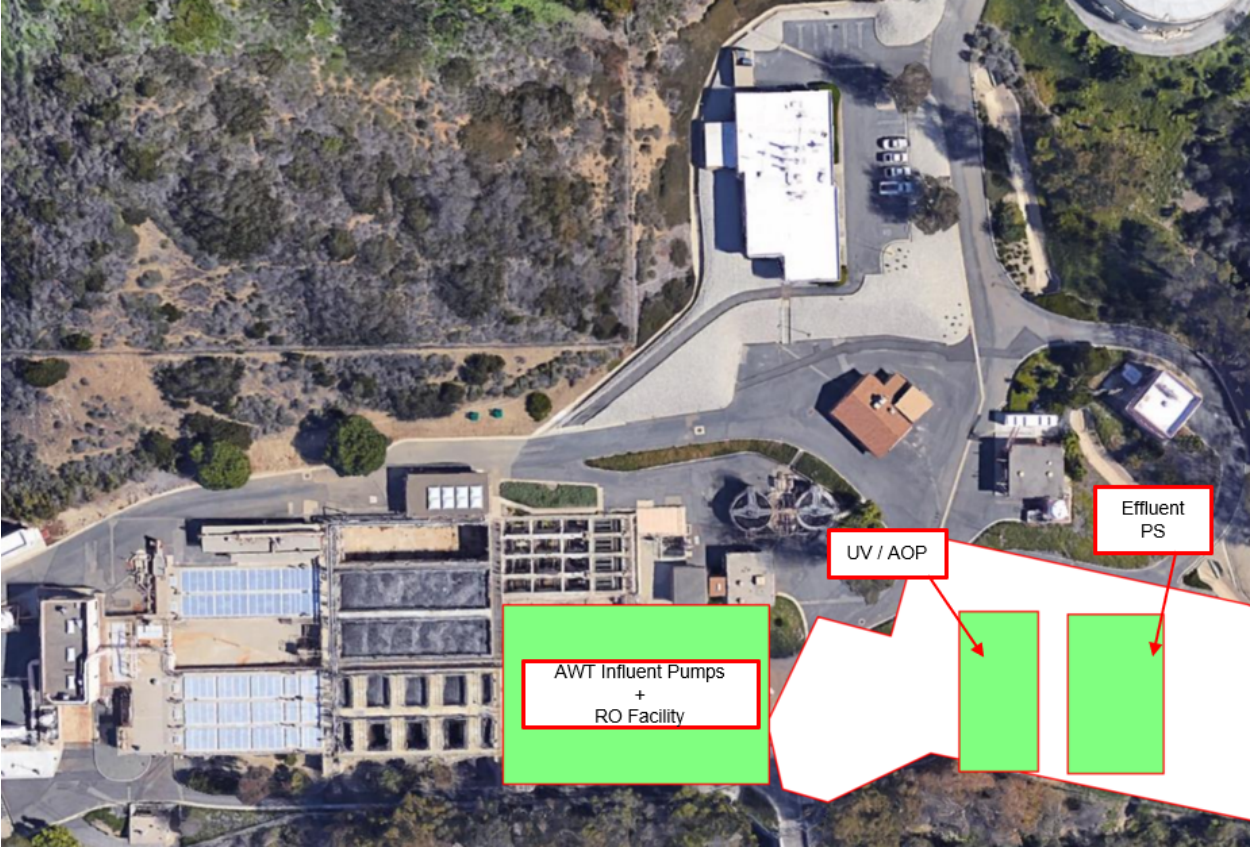 Effluent
PS
UV / AOP
AWT Influent Pumps
+
RO Facility